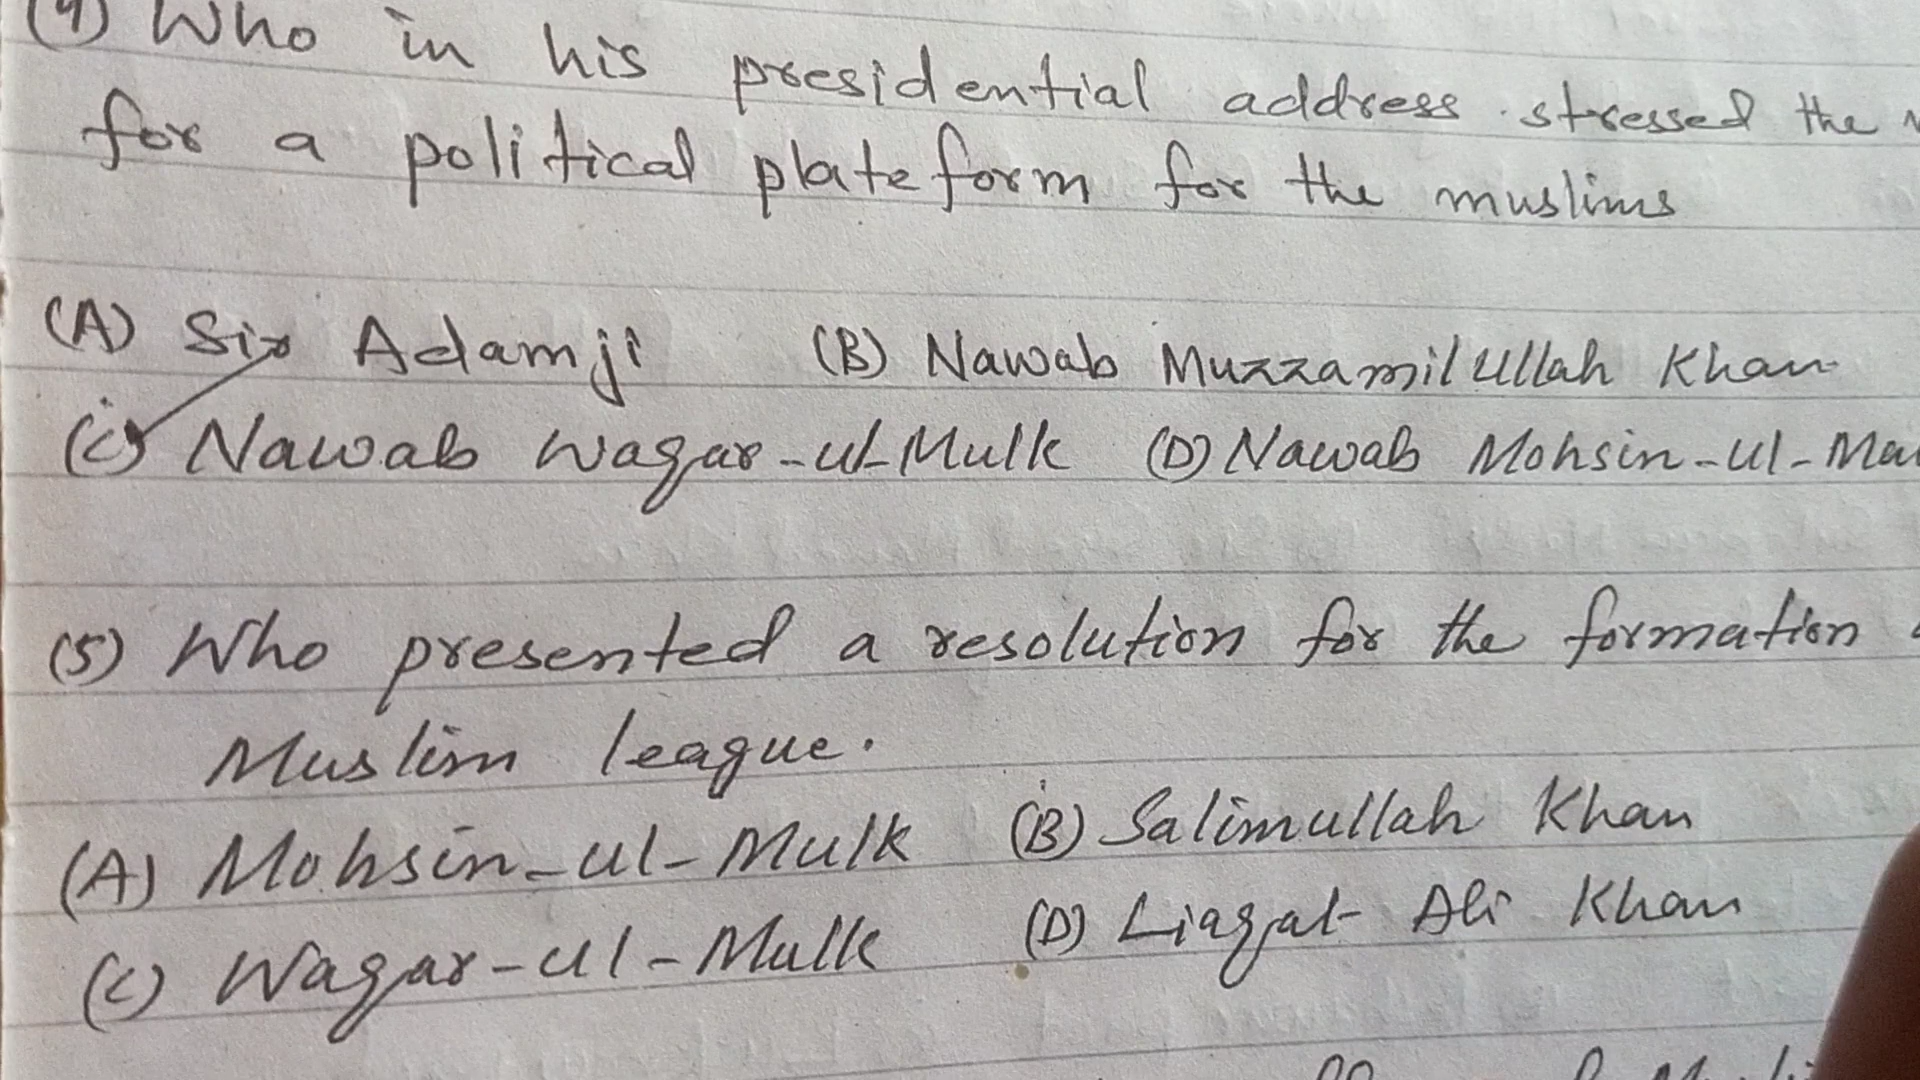 (4) Who in his presidential address stressed the
for a political plateform for the muslims
(A) Sir Adamji (B) Nawab Muzzamil Ullah Khan
(C) Nawab Waqar-ul-Mulk (D) Nawab Mohsin-ul-
(5) Who presented a resolution for the formation
Muslim league.
(A) Mohsin-ul-Mulk (B) Salimullah Khan
(C) Waqar-ul-Mulk (D) Liaqat Ali Khan